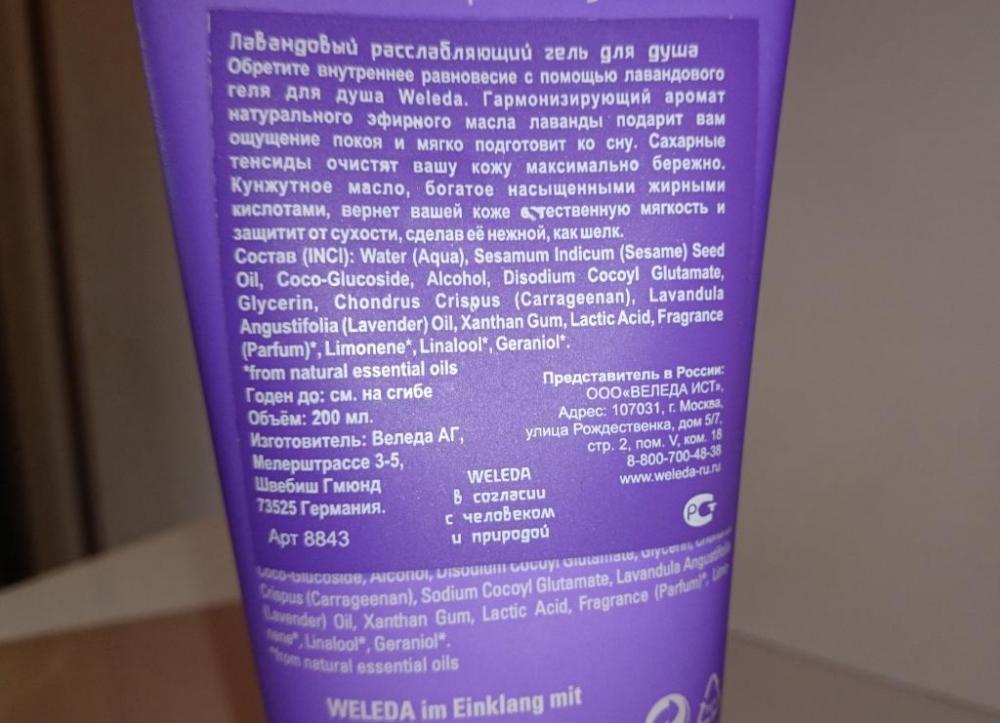 Лавандовый расслабляющий гель для душа
Обретите внутреннее равновесие с помощью лавандового
геля для душа Weleda. Гармонизирующий аромат
натурального эфирного масла лаванды подарит вам
ощущение покоя и мягко подготовит ко сну. Сахарные
тенсиды очистят вашу кожу максимально бережно.
Кунжутное масло, богатое насыщенными жирными
кислотами, вернет вашей коже естественную мягкость и
защитит от сухости, сделав её нежной, как шелк.
Состав (INCI): Water (Aqua), Sesamum Indicum (Sesame) Seed
Oil, Coco-Glucoside, Alcohol, Disodium Cocoyl Glutamate,
Glycerin, Chondrus Crispus (Carrageenan), Lavandula
Angustifolia (Lavender) Oil, Xanthan Gum, Lactic Acid, Fragrance
(Parfum)*, Limonene*, Linalool*, Geraniol*.
*from natural essential oils
Годен до: см. на сгибе
Объём: 200 мл.
Изготовитель: Веледа АГ,
Мелерштрассе 3-5,
Швебиш Гмюнд
73525 Германия.
Арт 8843
Представитель в России:
ООО«ВЕЛЕДА ИСТ»,
Адрес: 107031, г. Москва,
улица Рождественка, дом 5/7,
стр. 2, пом. V, ком. 18
8-800-700-48-38
www.weleda-ru.ru
WELEDA
в согласии
с человеком
и природой
РСТ
Coco-Glucoside, Alcohol, Disodium Cocoyl Glutamate, Glycerin,
Crispus (Carrageenan), Sodium Cocoyl Glutamate, Lavandula Angustifolia
(Lavender) Oil, Xanthan Gum, Lactic Acid, Fragrance (Parfum)*, Limo-
nene*, Linalool*, Geraniol*.
*from natural essential oils
WELEDA im Einklang mit